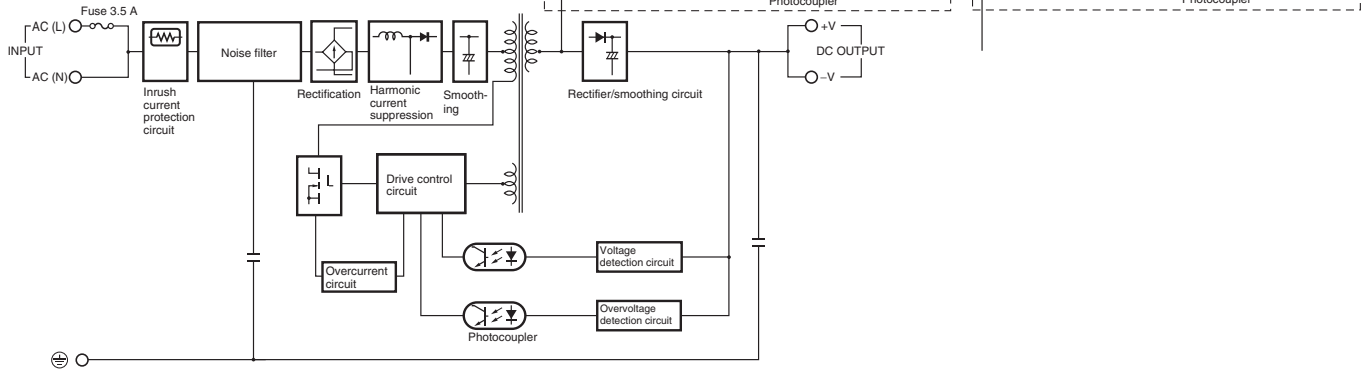 Photocoupler
Photocoupler
Fuse 3.5 A
AC (L)
INPUT
AC (N)
Noise filter
+V
DC OUTPUT
–V
Inrush
current
protection
circuit
Rectification
Harmonic
current
suppression
Smooth-
ing
Rectifier/smoothing circuit
Drive control
circuit
Overcurrent
circuit
Voltage
detection circuit
Overvoltage
detection circuit
Photocoupler